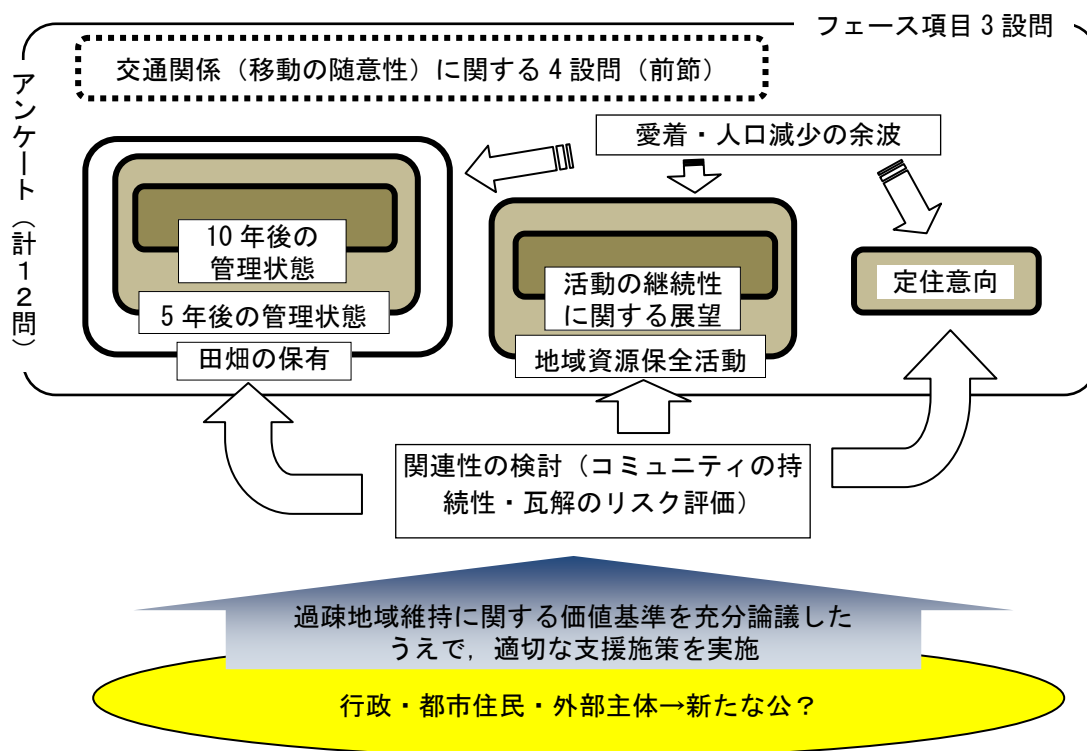 フェース項目3設問
アンケート(計12問)
交通関係(移動の随意性)に関する4設問(前節)
愛着・人口減少の余波
10年後の
管理状態
5年後の管理状態
田畑の保有
活動の継続性
に関する展望
地域資源保全活動
定住意向
関連性の検討(コミュニティの持
続性・瓦解のリスク評価)
過疎地域維持に関する価値基準を充分論議した
うえで，適切な支援施策を実施
行政・都市住民・外部主体→新たな公？